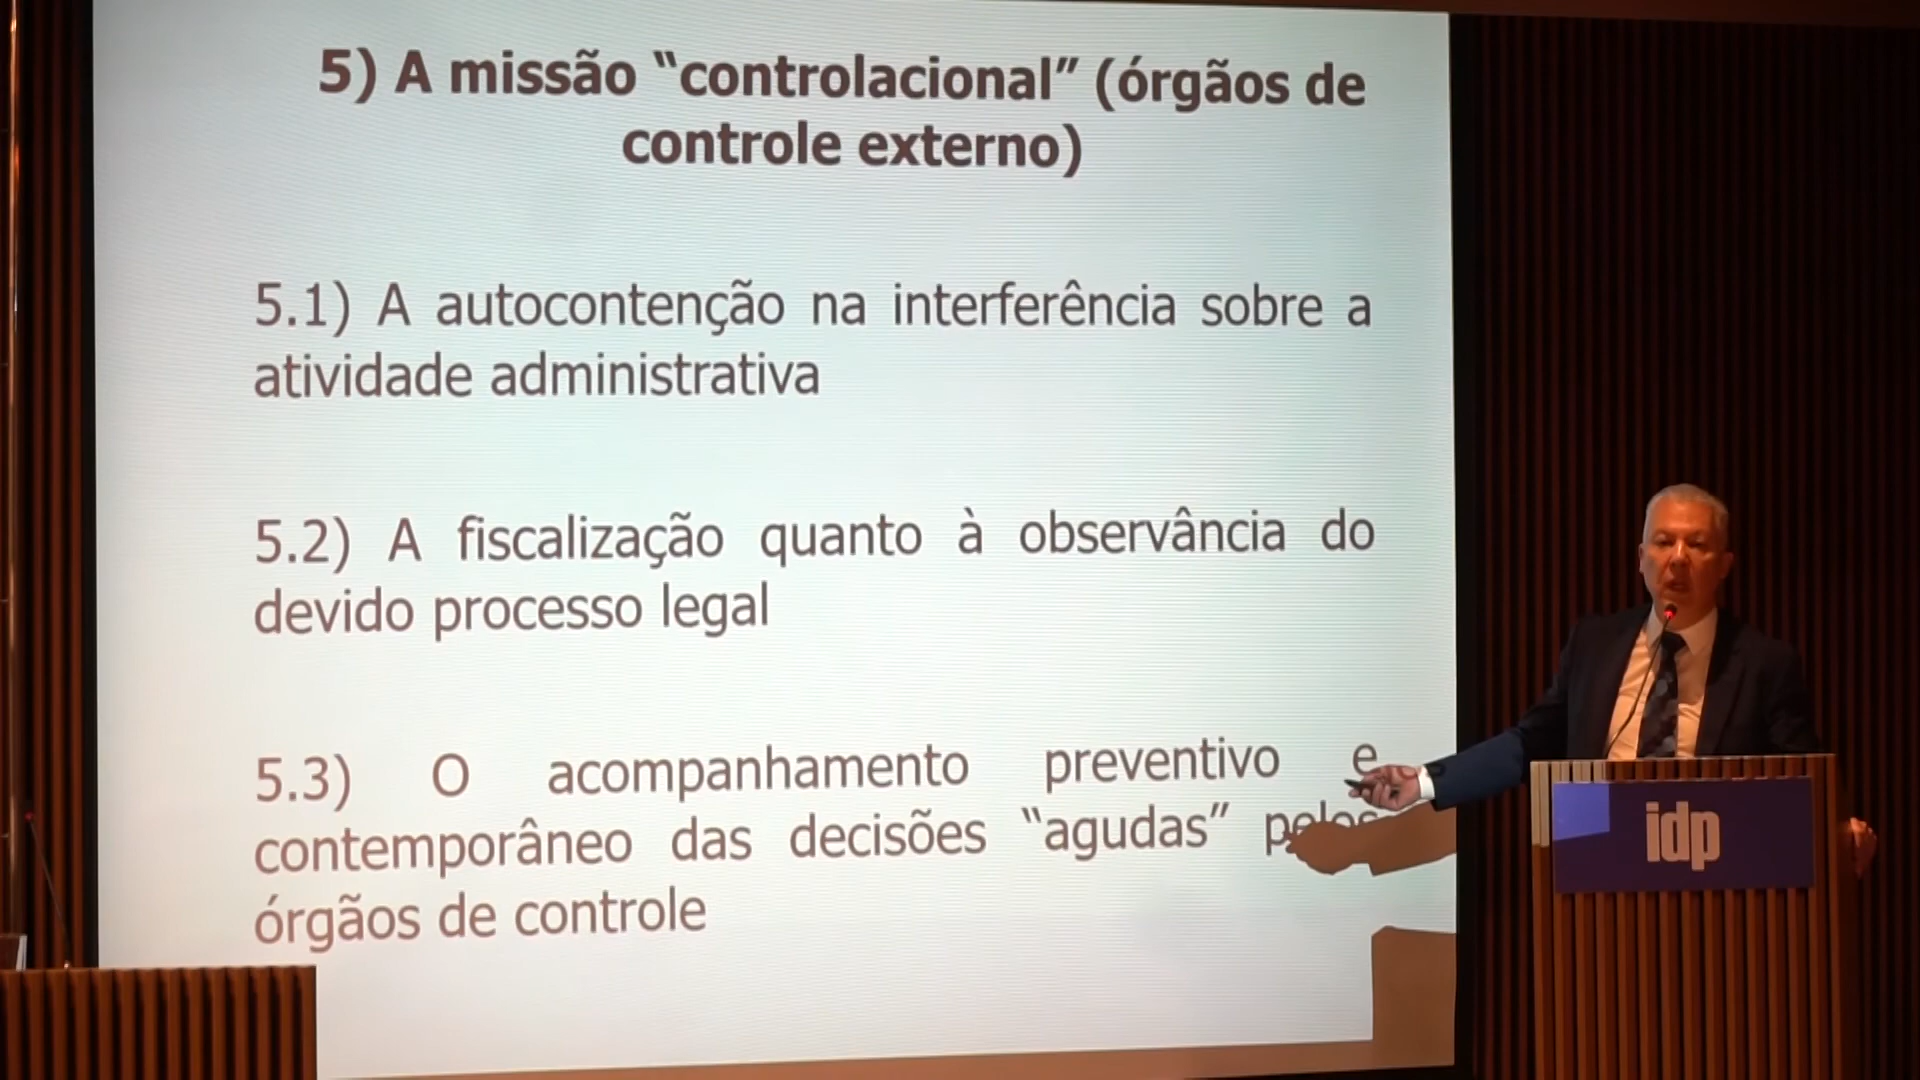 5) A missão “controlacional” (órgãos de
controle externo)
5.1) A autocontenção na interferência sobre a
atividade administrativa
5.2) A fiscalização quanto à observância do
devido processo legal
5.3) O acompanhamento preventivo e
contemporâneo das decisões “agudas” pelos
órgãos de controle
idp